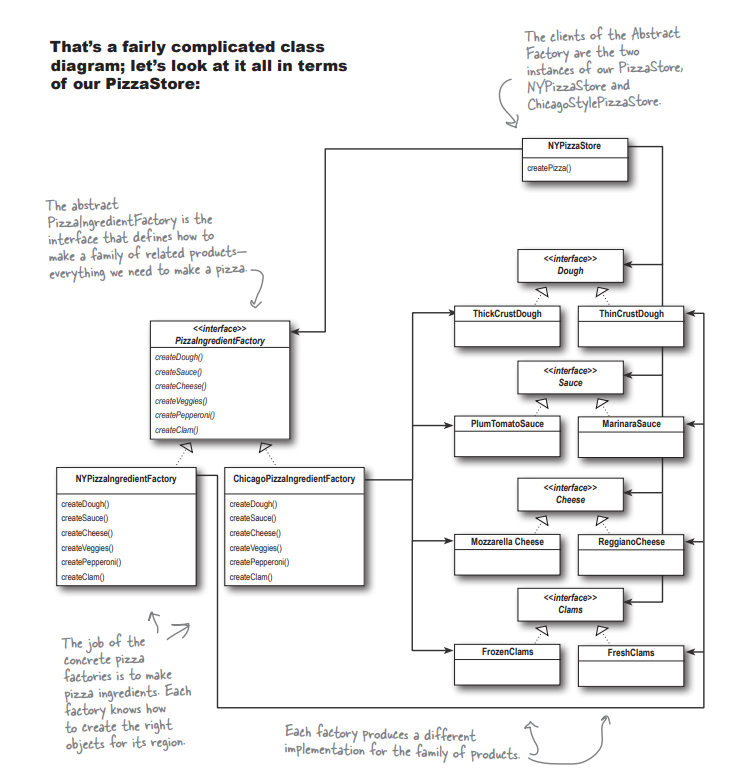 That's a fairly complicated class
diagram; let's look at it all in terms
of our PizzaStore:
The clients of the Abstract
Factory are the two
instances of our PizzaStore,
NYPizzaStore and
ChicagoStylePizzaStore.
NYPizzaStore
createPizza()
The abstract
PizzaIngredientFactory is the
interface that defines how to
make a family of related products—
everything we need to make a pizza.
<<interface>>
Dough
ThickCrustDough
ThinCrustDough
<<interface>>
PizzaIngredientFactory
createDough()
createSauce()
createCheese()
createVeggies()
createPepperoni()
createClam()
<<interface>>
Sauce
PlumTomatoSauce
MarinaraSauce
NYPizzaIngredientFactory
createDough()
createSauce()
createCheese()
createVeggies()
createPepperoni()
createClam()
ChicagoPizzaIngredientFactory
createDough()
createSauce()
createCheese()
createVeggies()
createPepperoni()
createClam()
<<interface>>
Cheese
Mozzarella Cheese
ReggianoCheese
<<interface>>
Clams
FrozenClams
FreshClams
The job of the
concrete pizza
factories is to make
pizza ingredients. Each
factory knows how
to create the right
objects for its region.
Each factory produces a different
implementation for the family of products.